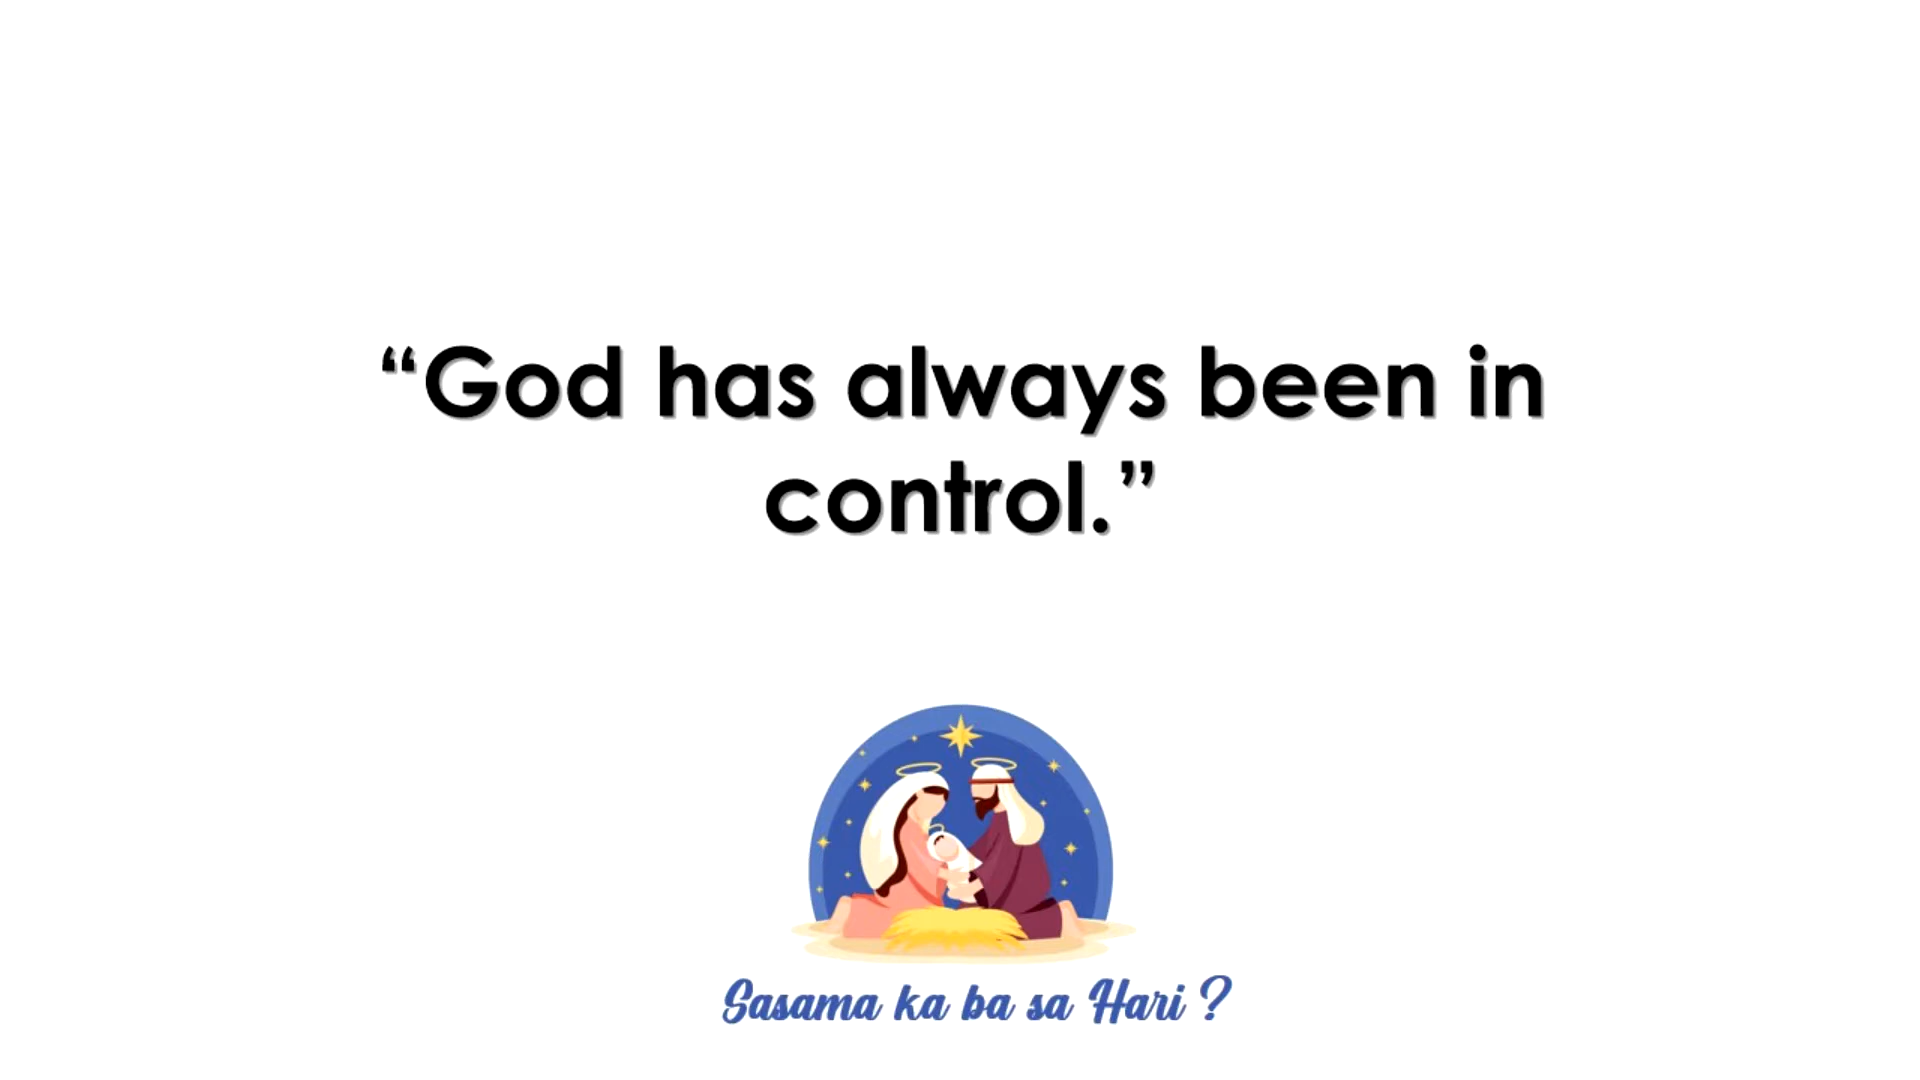 “God has always been in
control.”
Sasama ka ba sa Hari ?